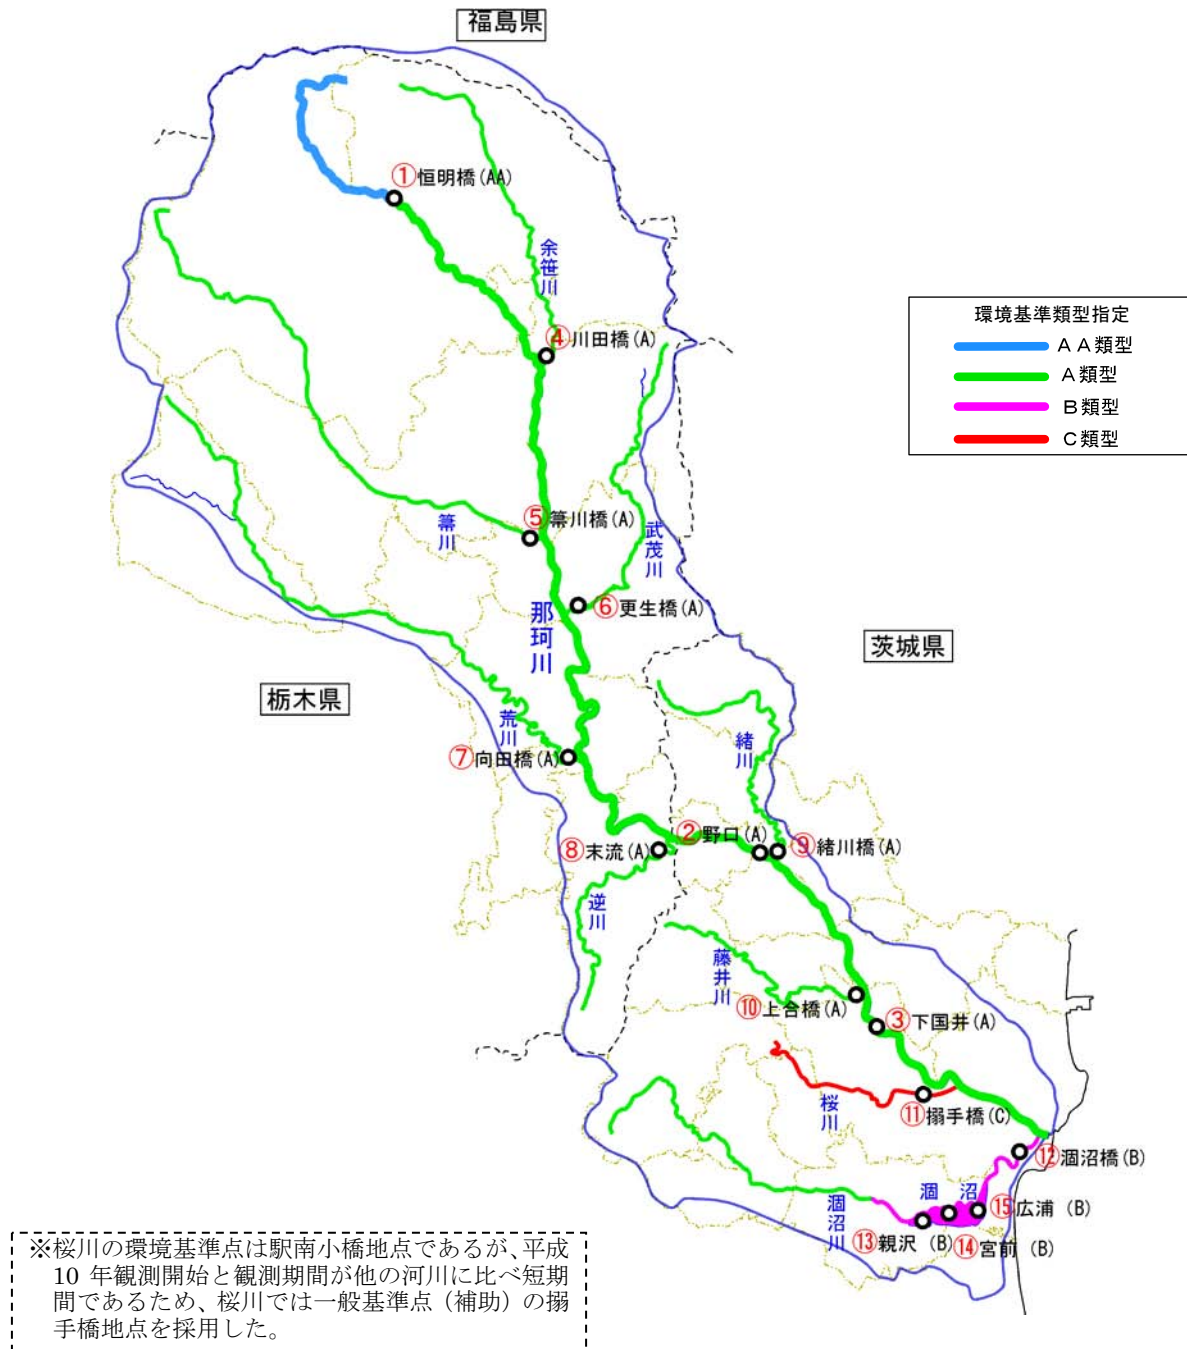 福島県
①恒明橋(AA)
余笹川
④川田橋(A)
環境基準類型指定
ＡＡ類型
Ａ類型
Ｂ類型
Ｃ類型
⑤箒川橋(A)
箒川
武茂川
⑥更生橋(A)
那珂川
茨城県
栃木県
荒川
緒川
⑦向田橋(A)
②野口(A)
⑨緒川橋(A)
⑧末流(A)
逆川
藤井川
⑩上合橋(A)
③下国井(A)
桜川
⑪搦手橋(C)
⑫涸沼橋(B)
涸沼
涸沼川
⑮広浦 (B)
⑬親沢 (B)
⑭宮前 (B)
※桜川の環境基準点は駅南小橋地点であるが、平成
10 年観測開始と観測期間が他の河川に比べ短期
間であるため、桜川では一般基準点（補助）の搦
手橋地点を採用した。